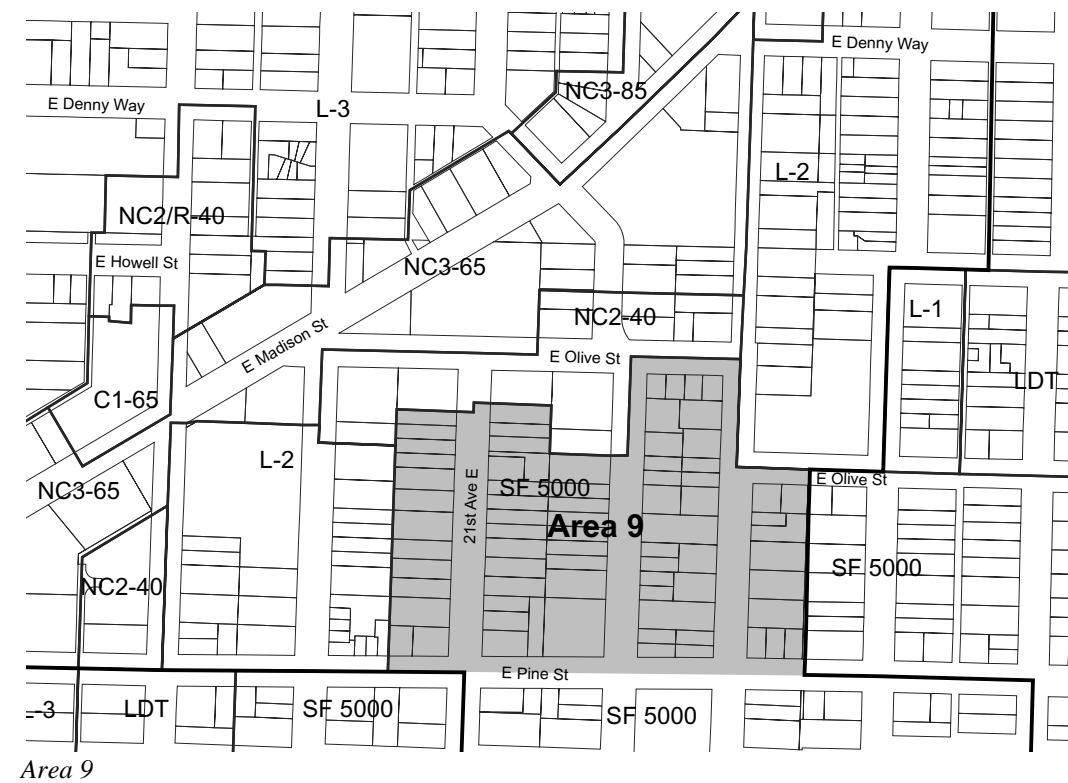 E Denny Way
NC3-85
E Denny Way
L-3
L-2
NC2/R-40
E Howell St
NC3-65
L-1
NC2-40
E Madison St
E Olive St
LDT
C1-65
L-2
21st Ave E
SF 5000
E Olive St
NC3-65
Area 9
SF 5000
NC2-40
E Pine St
L-3
LDT
SF 5000
SF 5000
Area 9